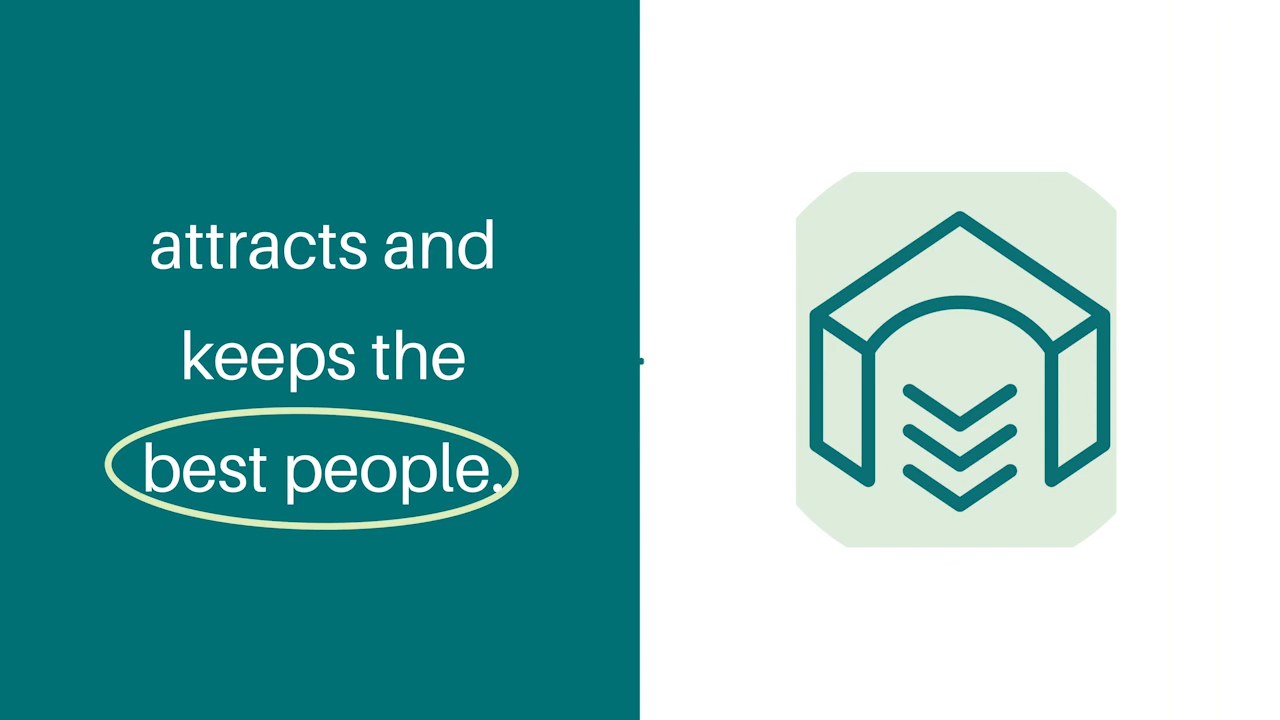 attracts and
keeps the
best people.